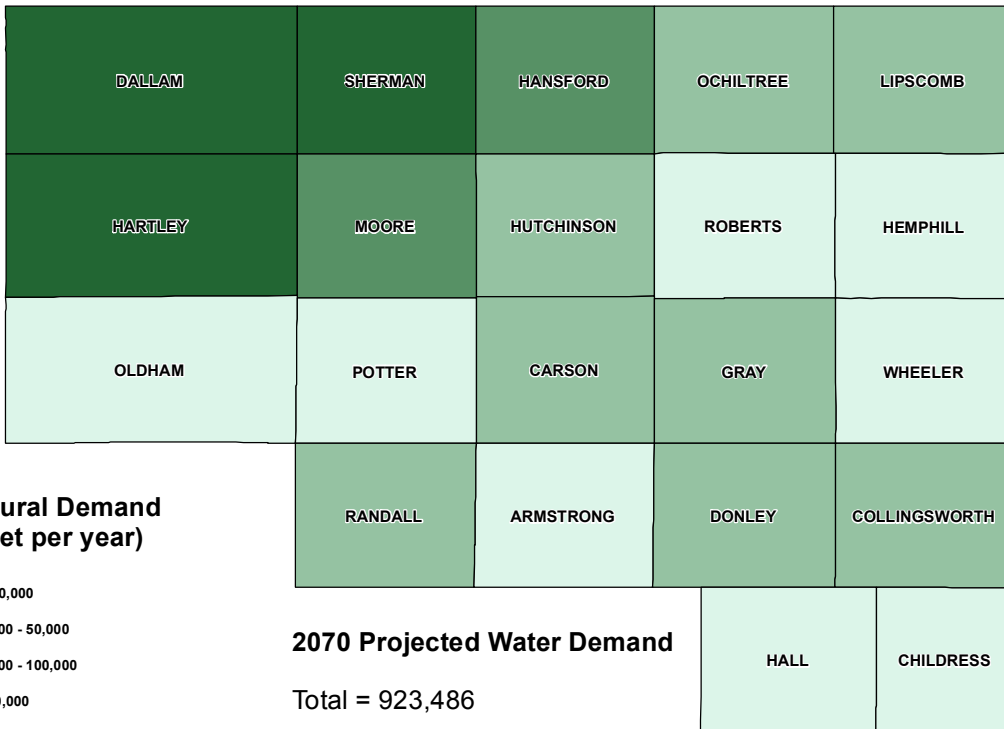 DALLAM SHERMAN HANSFORD OCHILTREE LIPSCOMB
HARTLEY MOORE HUTCHINSON ROBERTS HEMPHILL
OLDHAM POTTER CARSON GRAY WHEELER
RANDALL ARMSTRONG DONLEY COLLINGSWORTH
HALL CHILDRESS
ural Demand
et per year)
0,000
00 - 50,000
00 - 100,000
0,000
2070 Projected Water Demand
Total = 923,486